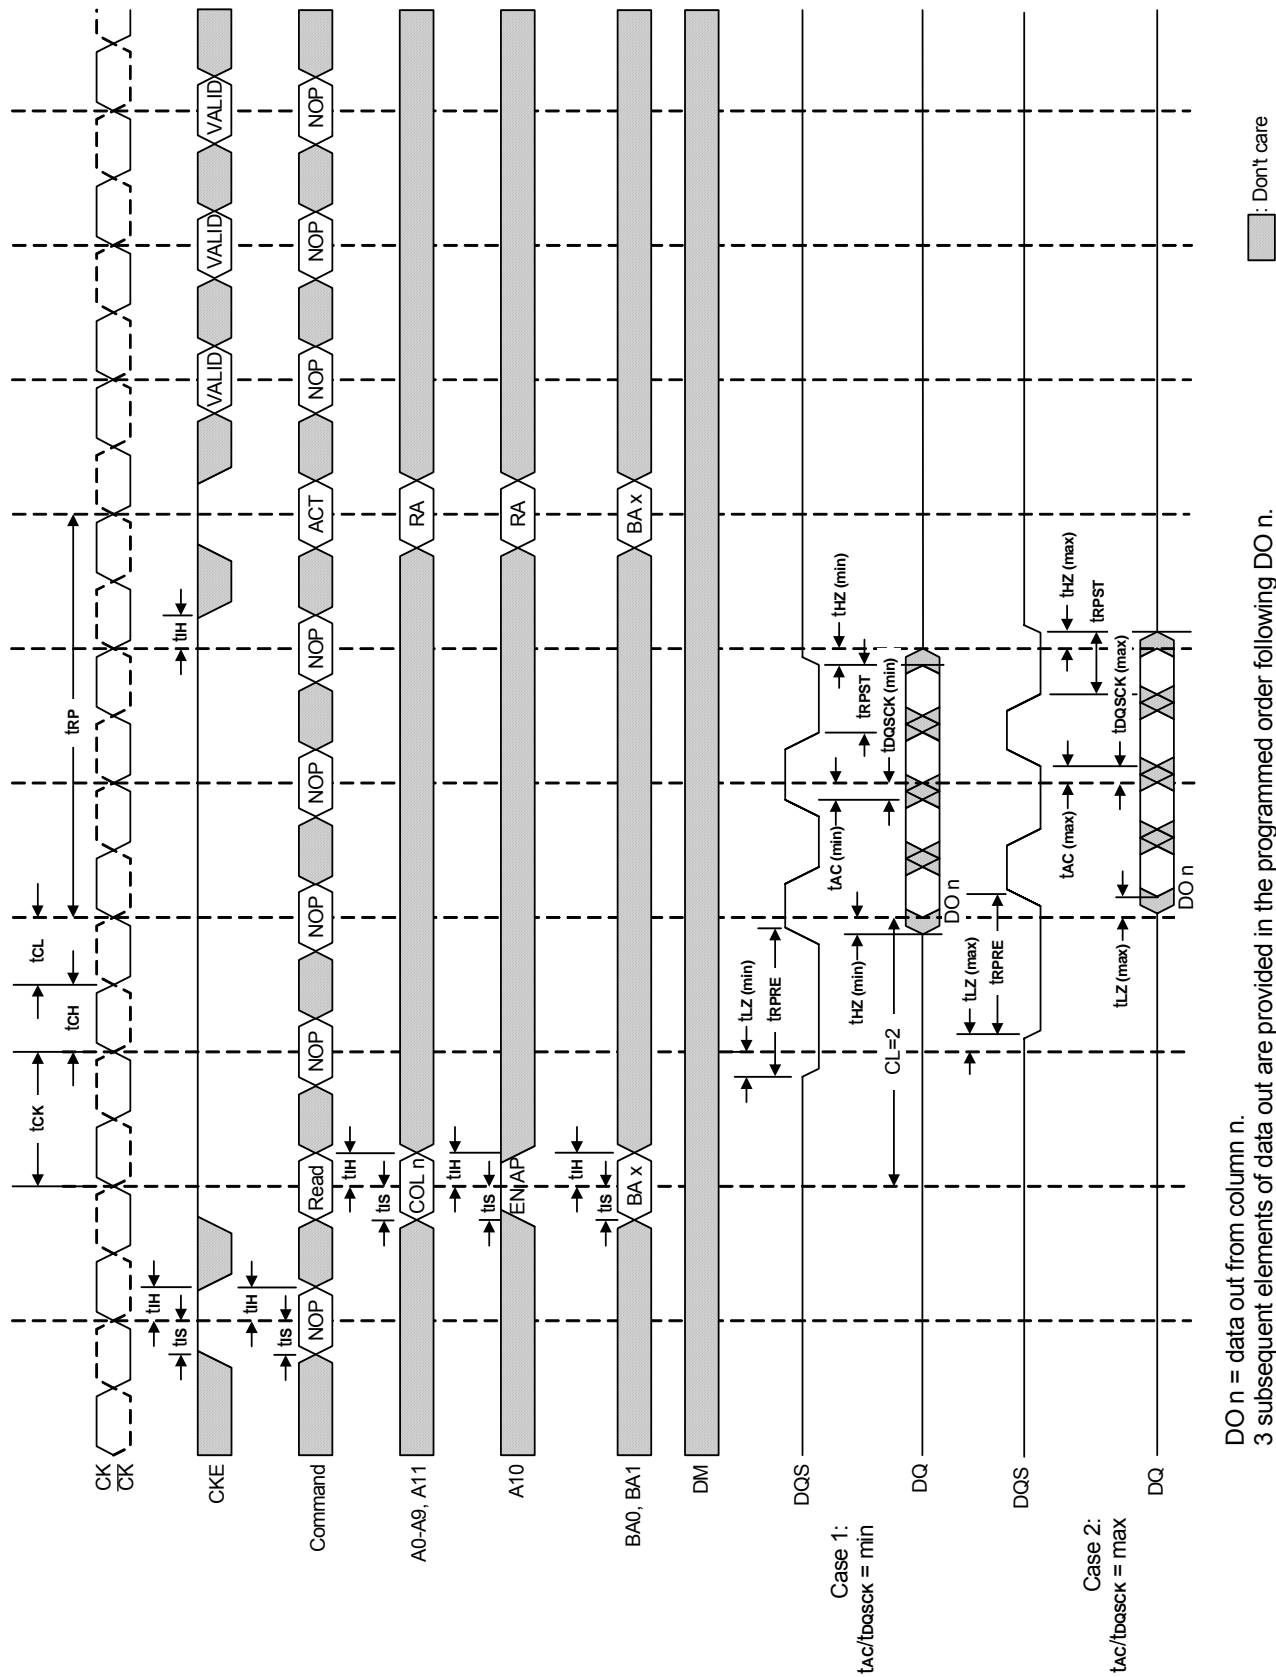 tCK
tCH
tCL
tRP
CK
CK
tIS
tIH
tIH
CKE
VALID
VALID
VALID
tIS
tIH
Command
NOP
Read
NOP
NOP
NOP
NOP
ACT
NOP
NOP
NOP
tIS
tIH
A0-A9, A11
COL n
RA
tIS
tIH
A10
EN AP
RA
tIS
tIH
BA0, BA1
BA x
BA x
DM
Case 1:
tAC/tDQSCK = min
DQS
tLZ (min)
tRPRE
tAC (min)
tHZ (min)
tRPST
tDQSCK (min)
tHZ (min)
CL=2
DQ
DO n
Case 2:
tAC/tDQSCK = max
DQS
tLZ (max)
tRPRE
tAC (max)
tHZ (max)
tRPST
tDQSCK (max)
tLZ (max)
DQ
DO n
DO n = data out from column n.
3 subsequent elements of data out are provided in the programmed order following DO n.
: Don't care